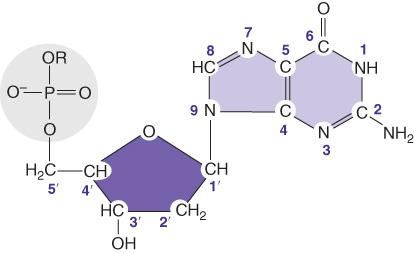 O
OR
7
6
8
N
5
C
1
HC
C
NH
O⁻ P O
9 N
C
C 2
O
O
4
N
NH₂
3
H₂C
CH
CH
5′
4′
1′
HC
3′
2′
CH₂
OH